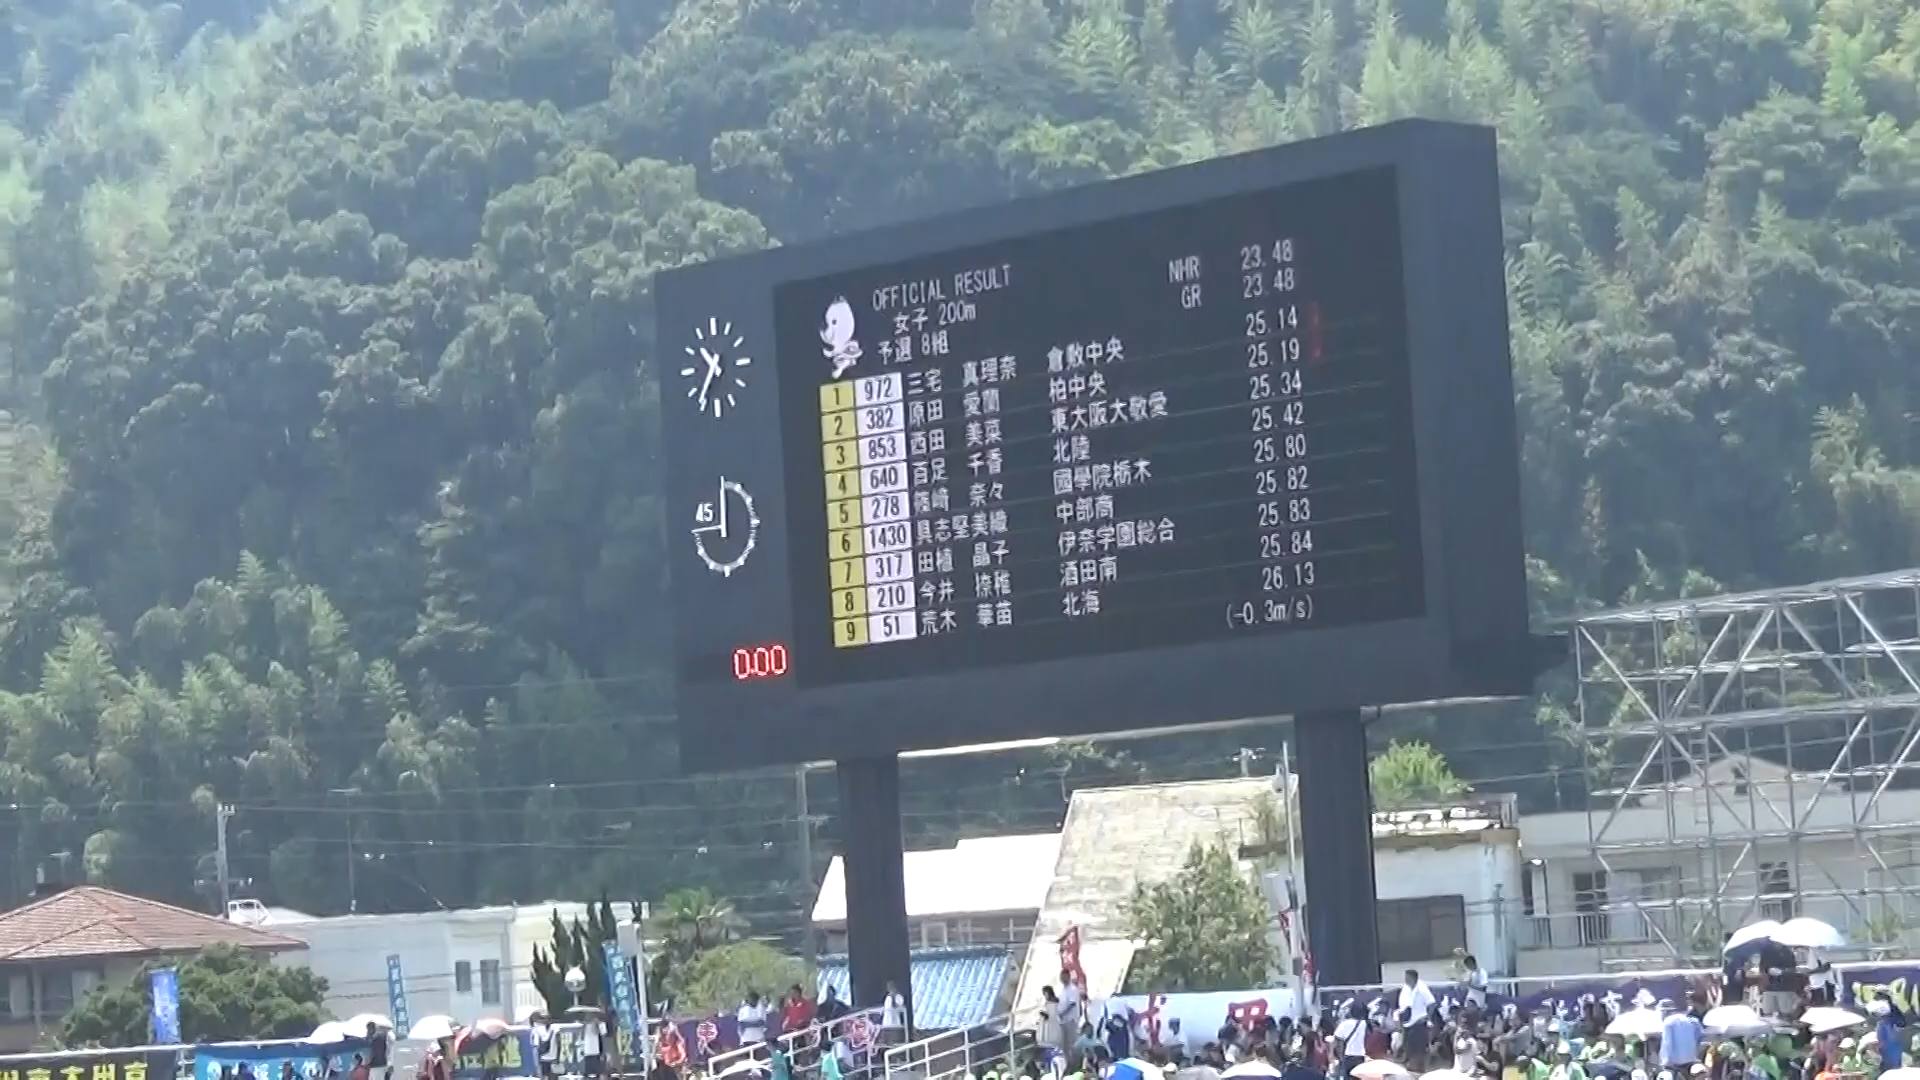 OFFICIAL RESULT
女子 200m
予選 8組
NHR 23.48
GR 23.48
1 972 三宅 真理奈 倉敷中央 25.14
2 382 原田 愛蘭 柏中央 25.19
3 853 西田 美菜 東大阪大敬愛 25.34
4 640 百足 千香 北陸 25.42
5 278 篠崎 奈々 國學院栃木 25.80
6 1430 具志堅美織 中部商 25.82
7 317 田植 晶子 伊奈学園総合 25.83
8 210 今井 捺稚 酒田南 25.84
9 51 荒木 華苗 北海 26.13
(-0.3m/s)
45
0.00